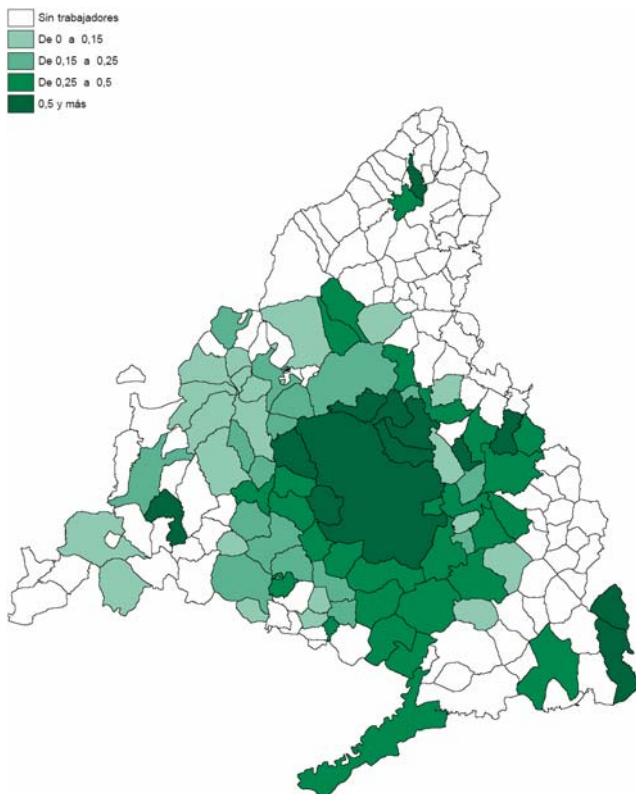 Sin trabajadores
De 0 a 0,15
De 0,15 a 0,25
De 0,25 a 0,5
0,5 y más